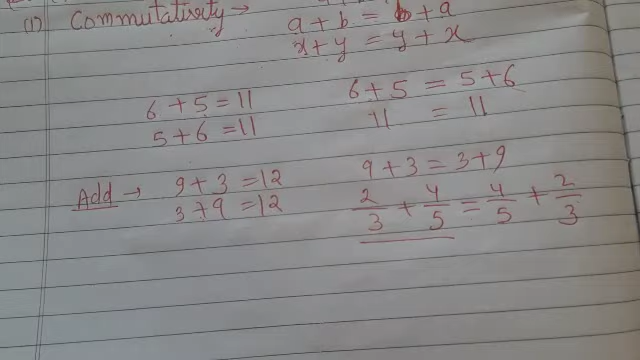 (1) Commutativity → a + b = b + a
x + y = y + x
6 + 5 = 11 6 + 5 = 5 + 6
5 + 6 = 11 11 = 11
Add → 9 + 3 = 12 9 + 3 = 3 + 9
3 + 9 = 12 2/3 + 4/5 = 4/5 + 2/3